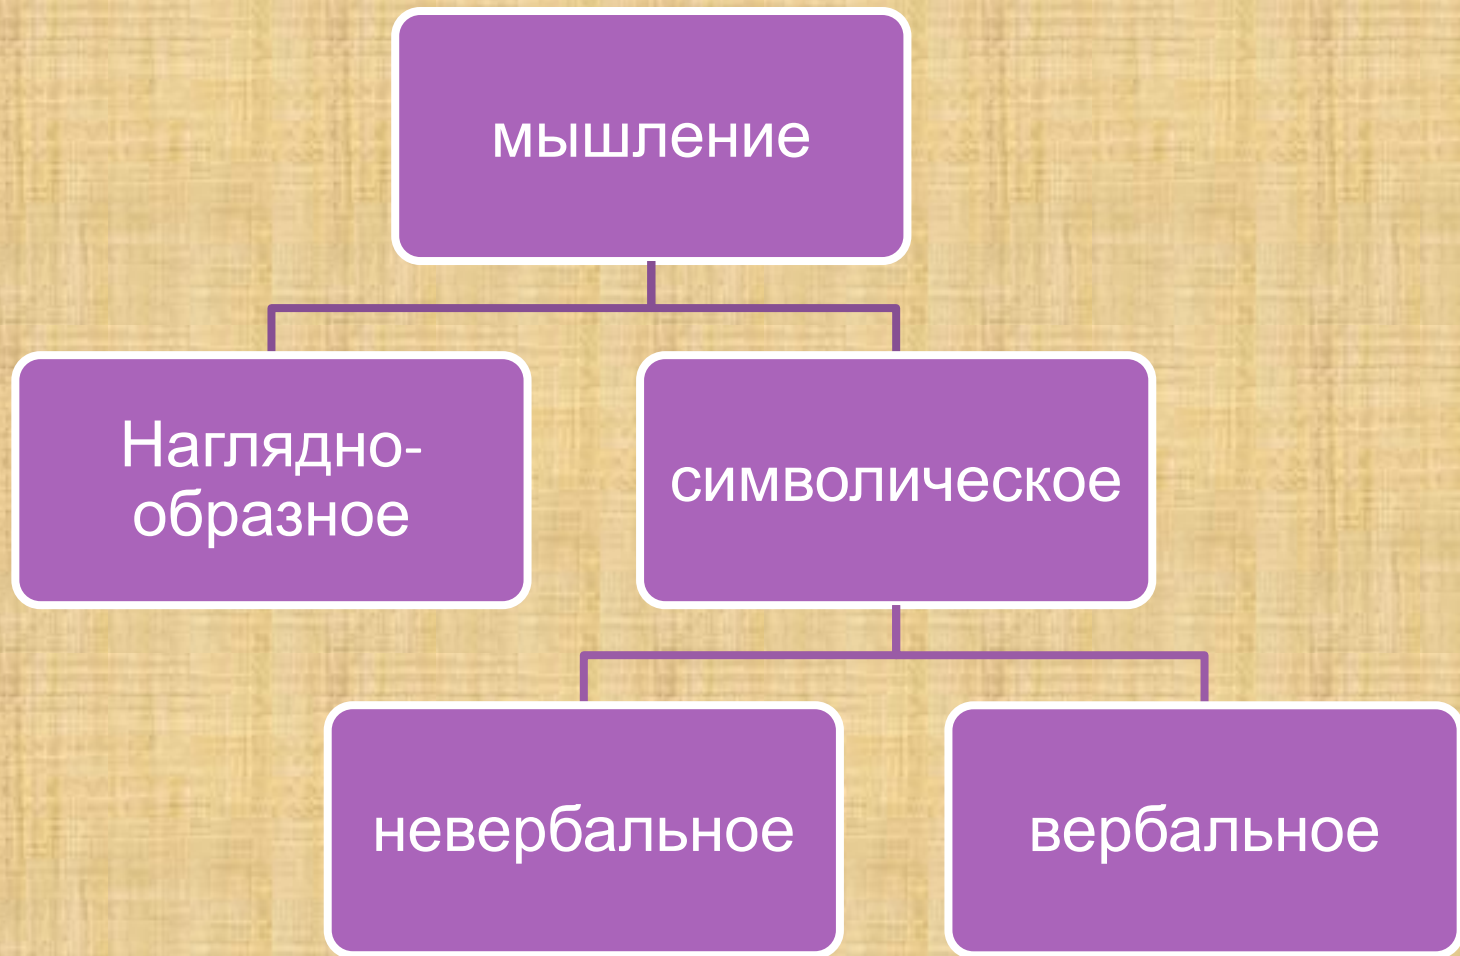 мышление
Наглядно-
образное
символическое
невербальное
вербальное